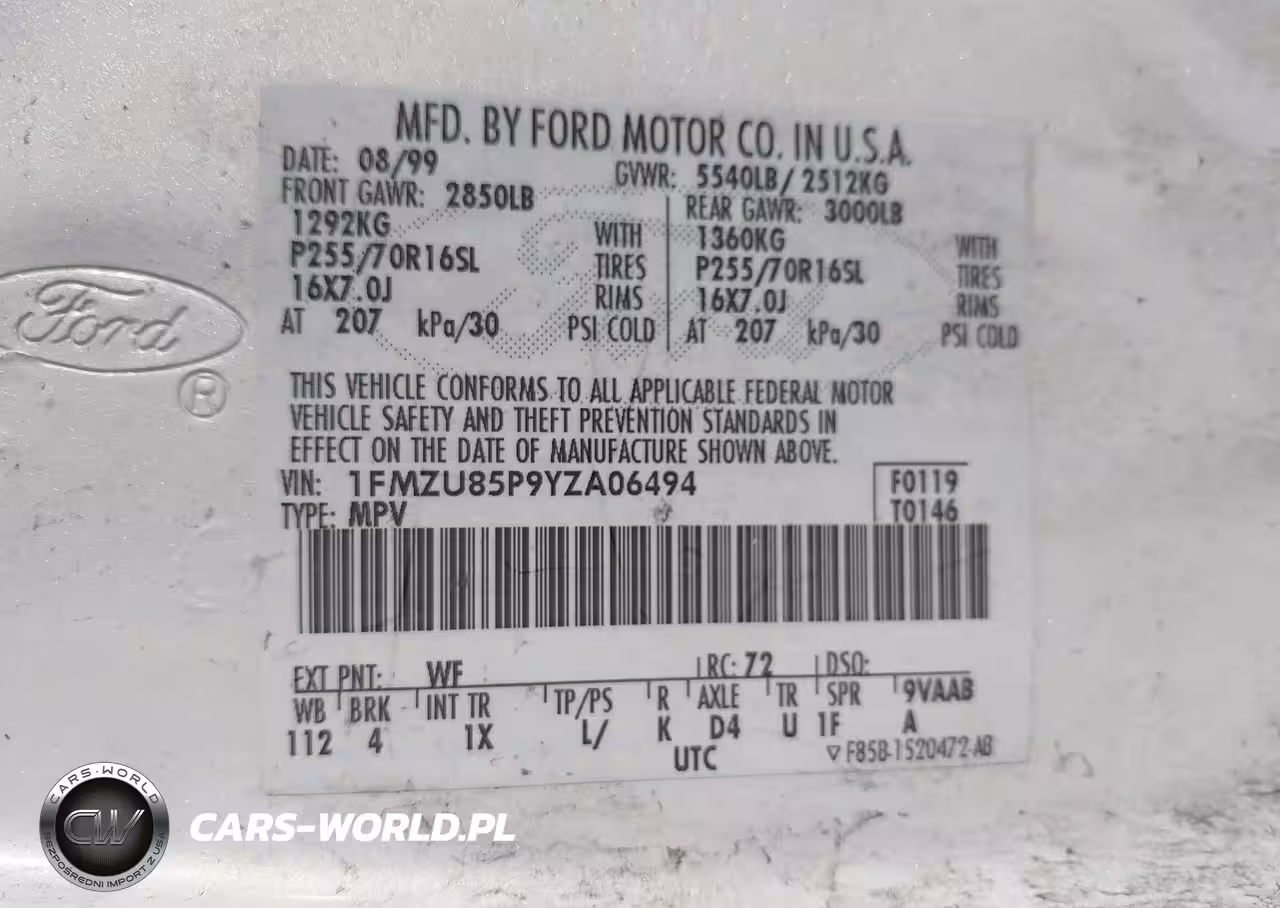 MFD. BY FORD MOTOR CO. IN U.S.A.
DATE: 08/99 GVWR: 5540LB/ 2512KG
FRONT GAWR: 2850LB REAR GAWR: 3000LB
1292KG WITH 1360KG WITH
P255/70R16SL TIRES P255/70R16SL TIRES
16X7.0J RIMS 16X7.0J RIMS
AT 207 kPa/30 PSI COLD AT 207 kPa/30 PSI COLD
Ford
®
THIS VEHICLE CONFORMS TO ALL APPLICABLE FEDERAL MOTOR
VEHICLE SAFETY AND THEFT PREVENTION STANDARDS IN
EFFECT ON THE DATE OF MANUFACTURE SHOWN ABOVE.
VIN: 1FMZU85P9YZA06494 F0119
TYPE: MPV T0146
EXT PNT: WF RC: 72 DSO:
WB BRK INT TR TP/PS R AXLE TR SPR 9VAAB
112 4 1X L/ K D4 U 1F A
UTC ▽ F85B-1520472-AB
CARS-WORLD
CW
BEZPOŚREDNI IMPORT Z USA
CARS-WORLD.PL